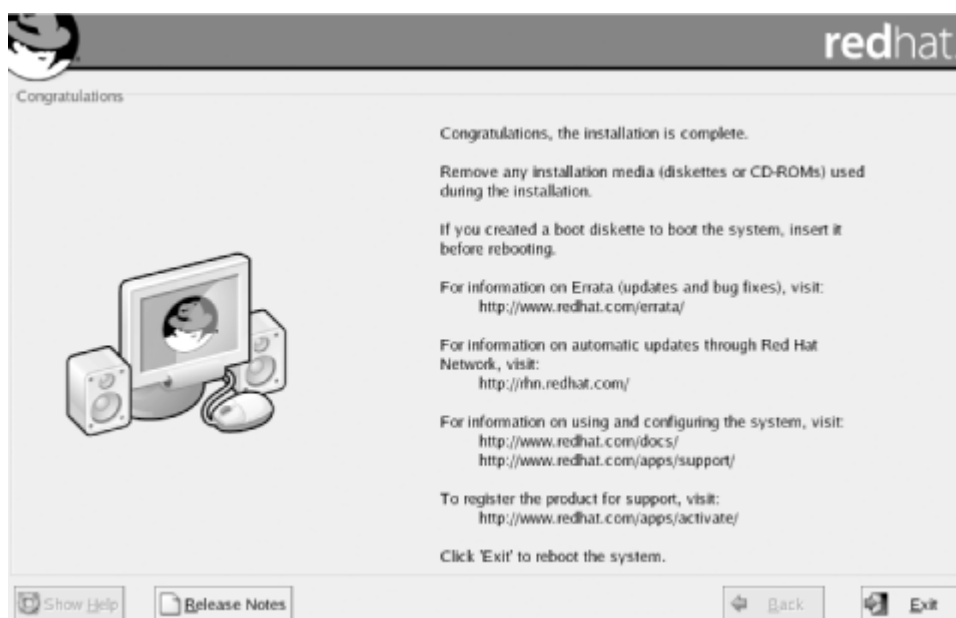 redhat.
Congratulations
Congratulations, the installation is complete.
Remove any installation media (diskettes or CD-ROMs) used
during the installation.
If you created a boot diskette to boot the system, insert it
before rebooting.
For information on Errata (updates and bug fixes), visit:
http://www.redhat.com/errata/
For information on automatic updates through Red Hat
Network, visit:
http://rhn.redhat.com/
For information on using and configuring the system, visit:
http://www.redhat.com/docs/
http://www.redhat.com/apps/support/
To register the product for support, visit:
http://www.redhat.com/apps/activate/
Click 'Exit' to reboot the system.
Show Help
Release Notes
Back
Exit